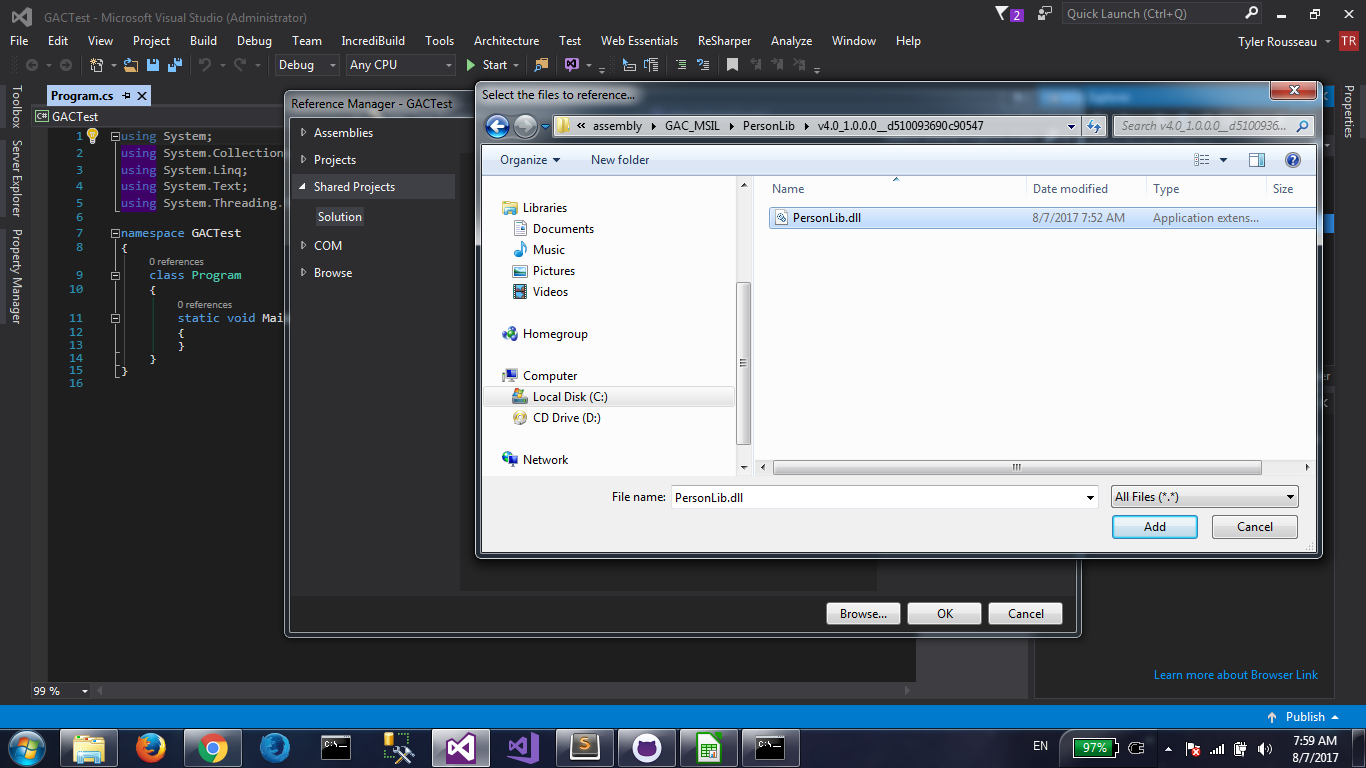 GACTest - Microsoft Visual Studio (Administrator)
2
Quick Launch (Ctrl+Q)
File Edit View Project Build Debug Team IncrediBuild Tools Architecture Test Web Essentials ReSharper Analyze Window Help
Tyler Rousseau TR
Debug Any CPU Start
Toolbox
Server Explorer
Property Manager
Program.cs
C# GACTest
1 using System;
2 using System.Collection
3 using System.Linq;
4 using System.Text;
5 using System.Threading.
6
7 namespace GACTest
8 {
0 references
9 class Program
10 {
0 references
11 static void Mai
12 {
13 }
14 }
15 }
16
99 %
Reference Manager - GACTest
Assemblies
Projects
Shared Projects
Solution
COM
Browse
Browse... OK Cancel
Select the files to reference...
« assembly GAC_MSIL PersonLib v4.0_1.0.0.0__d510093690c90547
Search v4.0_1.0.0.0__d5100936...
Organize New folder
Libraries
Documents
Music
Pictures
Videos
Homegroup
Computer
Local Disk (C:)
CD Drive (D:)
Network
Name Date modified Type Size
PersonLib.dll 8/7/2017 7:52 AM Application extens...
File name: PersonLib.dll
All Files (*.*)
Add Cancel
Properties
Learn more about Browser Link
Publish
EN
97%
7:59 AM
8/7/2017